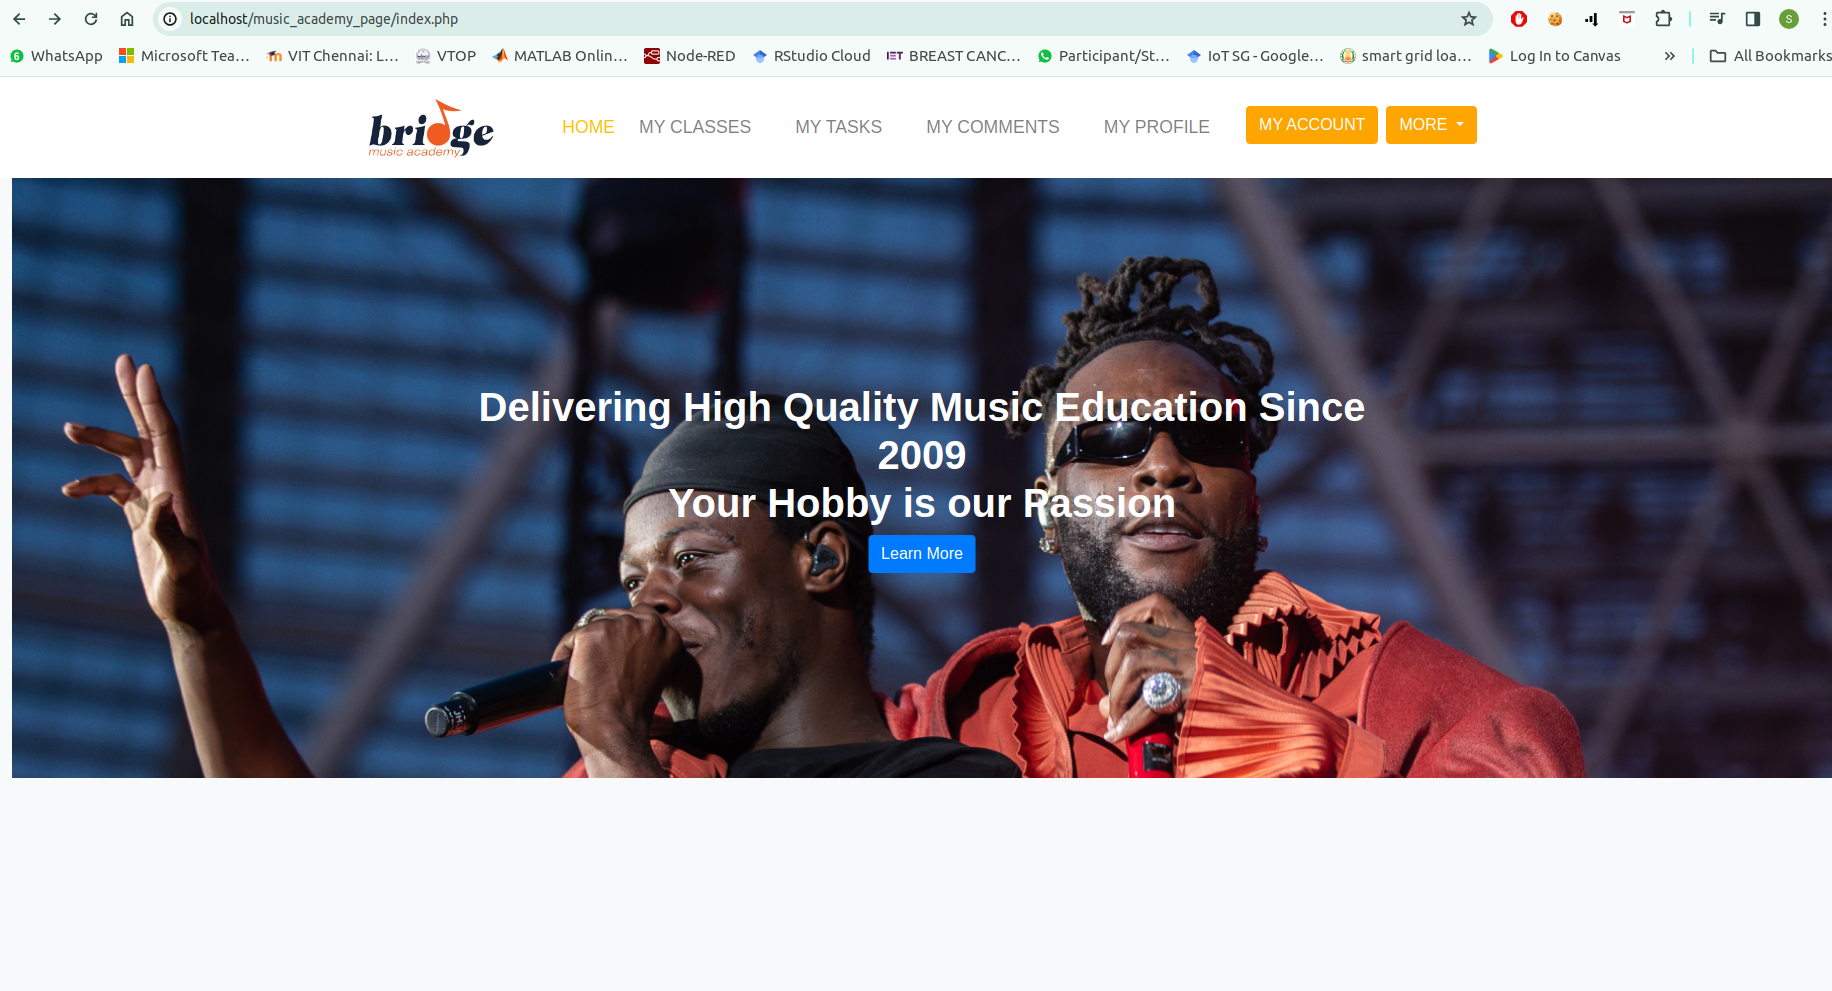 localhost/music_academy_page/index.php
S
6 WhatsApp Microsoft Tea… VIT Chennai: L… VTOP MATLAB Onlin… Node-RED RStudio Cloud IET BREAST CANC… Participant/St… IoT SG - Google… smart grid loa… Log In to Canvas » All Bookmarks
bridge
music academy
HOME MY CLASSES MY TASKS MY COMMENTS MY PROFILE MY ACCOUNT MORE
Delivering High Quality Music Education Since
2009
Your Hobby is our Passion
Learn More